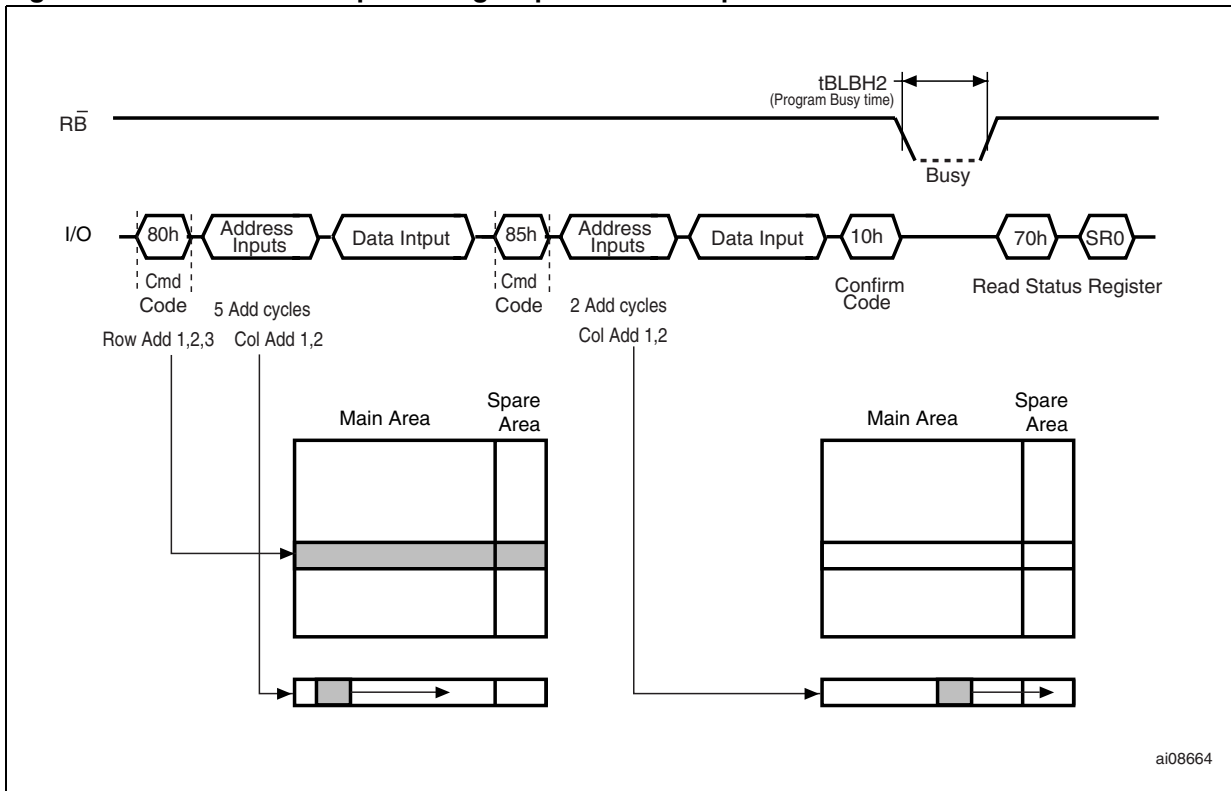 tBLBH2
(Program Busy time)
RB̅
Busy
I/O
80h
Address
Inputs
Data Intput
85h
Address
Inputs
Data Input
10h
70h
SR0
Cmd
Code
Cmd
Code
Confirm
Code
Read Status Register
5 Add cycles
2 Add cycles
Row Add 1,2,3
Col Add 1,2
Col Add 1,2
Main Area
Spare
Area
Main Area
Spare
Area
ai08664